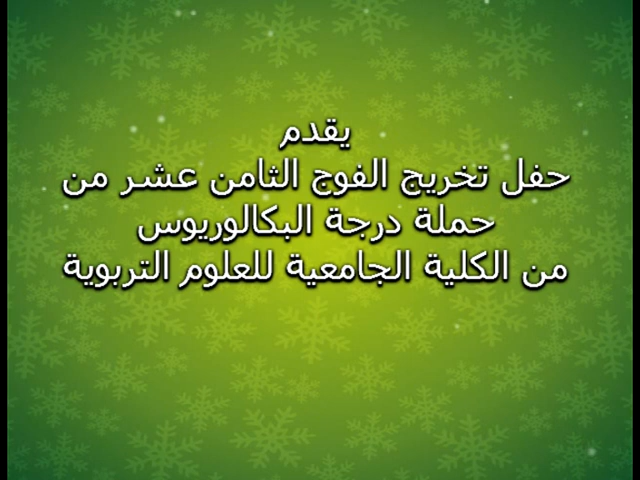 يقدم
حفل تخريج الفوج الثامن عشر من
حملة درجة البكالوريوس
من الكلية الجامعية للعلوم التربوية